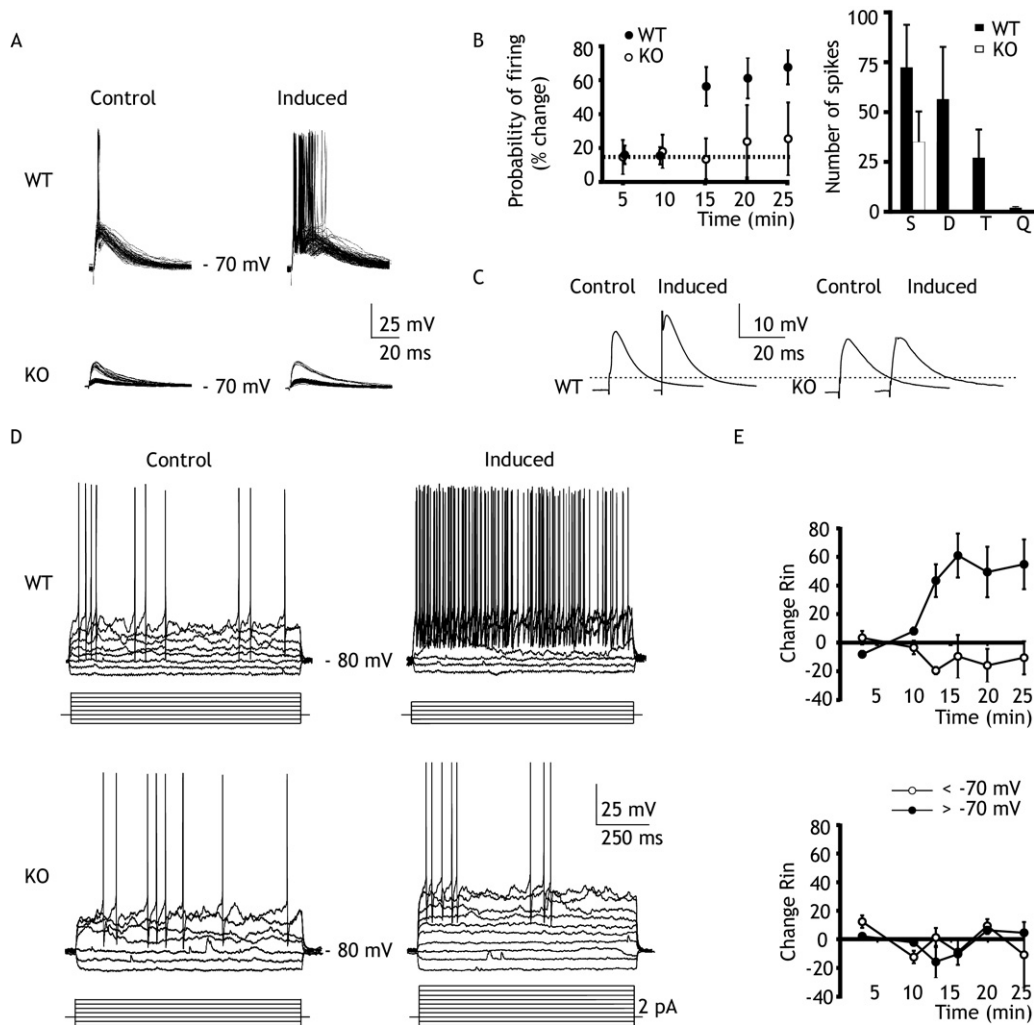 A
Control
Induced
WT
- 70 mV
25 mV
20 ms
KO
- 70 mV
B
Probability of firing
(% change)
WT
KO
80
60
40
20
0
5 10 15 20 25
Time (min)
Number of spikes
WT
KO
100
75
50
25
0
S D T Q
C
Control Induced
Control Induced
10 mV
20 ms
WT
KO
D
Control
Induced
WT
- 80 mV
KO
- 80 mV
25 mV
250 ms
2 pA
E
Change Rin
80
60
40
20
0
-20
-40
5 10 15 20 25
Time (min)
< -70 mV
> -70 mV
Change Rin
80
60
40
20
0
-20
-40
5 10 15 20 25
Time (min)